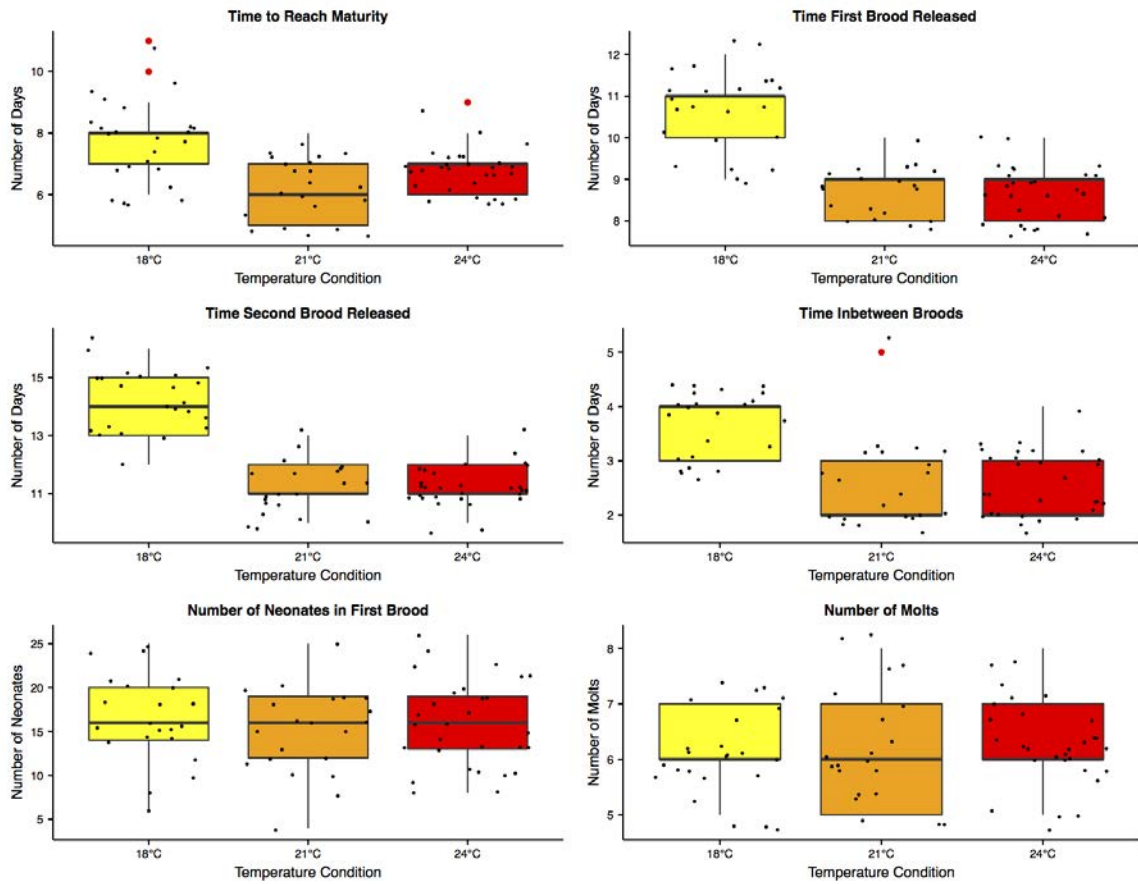 Time to Reach Maturity
Number of Days
10
8
6
18°C 21°C 24°C
Temperature Condition
Time First Brood Released
Number of Days
12
11
10
9
8
18°C 21°C 24°C
Temperature Condition
Time Second Brood Released
Number of Days
15
13
11
18°C 21°C 24°C
Temperature Condition
Time Inbetween Broods
Number of Days
5
4
3
2
18°C 21°C 24°C
Temperature Condition
Number of Neonates in First Brood
Number of Neonates
25
20
15
10
5
18°C 21°C 24°C
Temperature Condition
Number of Molts
Number of Molts
8
7
6
5
18°C 21°C 24°C
Temperature Condition